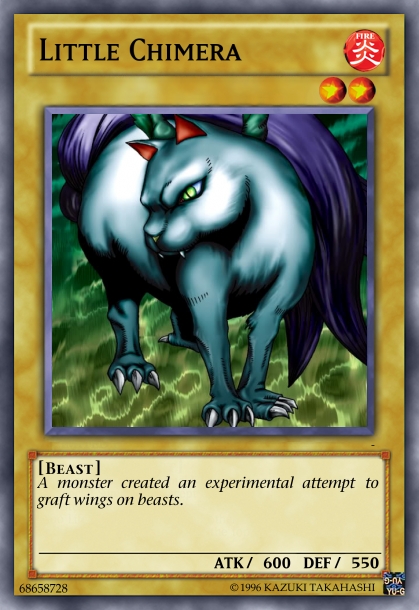 LITTLE CHIMERA
FIRE
炎
[BEAST]
A monster created an experimental attempt to
graft wings on beasts.
ATK / 600 DEF / 550
68658728
©1996 KAZUKI TAKAHASHI